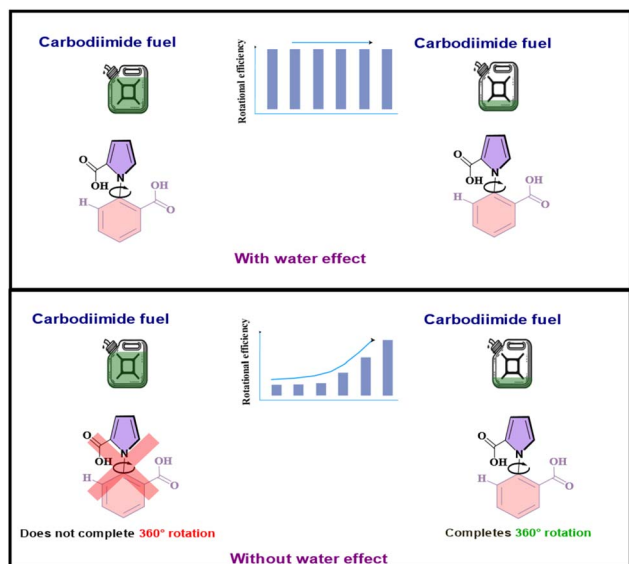 Carbodiimide fuel
Carbodiimide fuel
Rotational efficiency
O
OH
N
H
OH
O
O
OH
N
H
OH
O
With water effect
Carbodiimide fuel
Carbodiimide fuel
Rotational efficiency
O
OH
N
H
OH
O
O
OH
N
H
OH
O
Does not complete 360° rotation
Completes 360° rotation
Without water effect